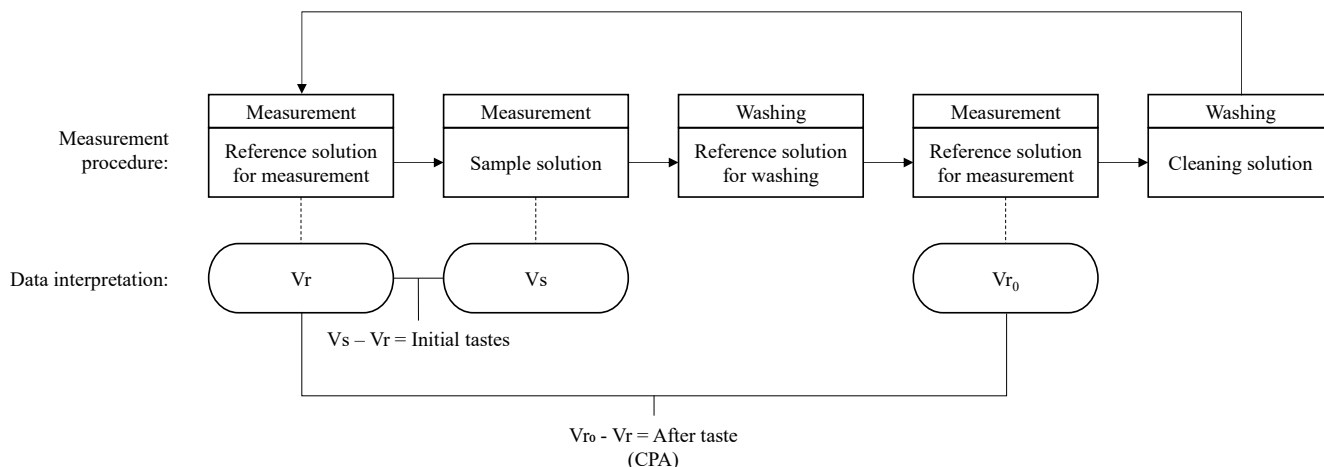 Measurement procedure:
Measurement
Reference solution
for measurement
Measurement
Sample solution
Washing
Reference solution
for washing
Measurement
Reference solution
for measurement
Washing
Cleaning solution
Data interpretation:
Vr
Vs
Vr₀
Vs – Vr = Initial tastes
Vr₀ - Vr = After taste
(CPA)